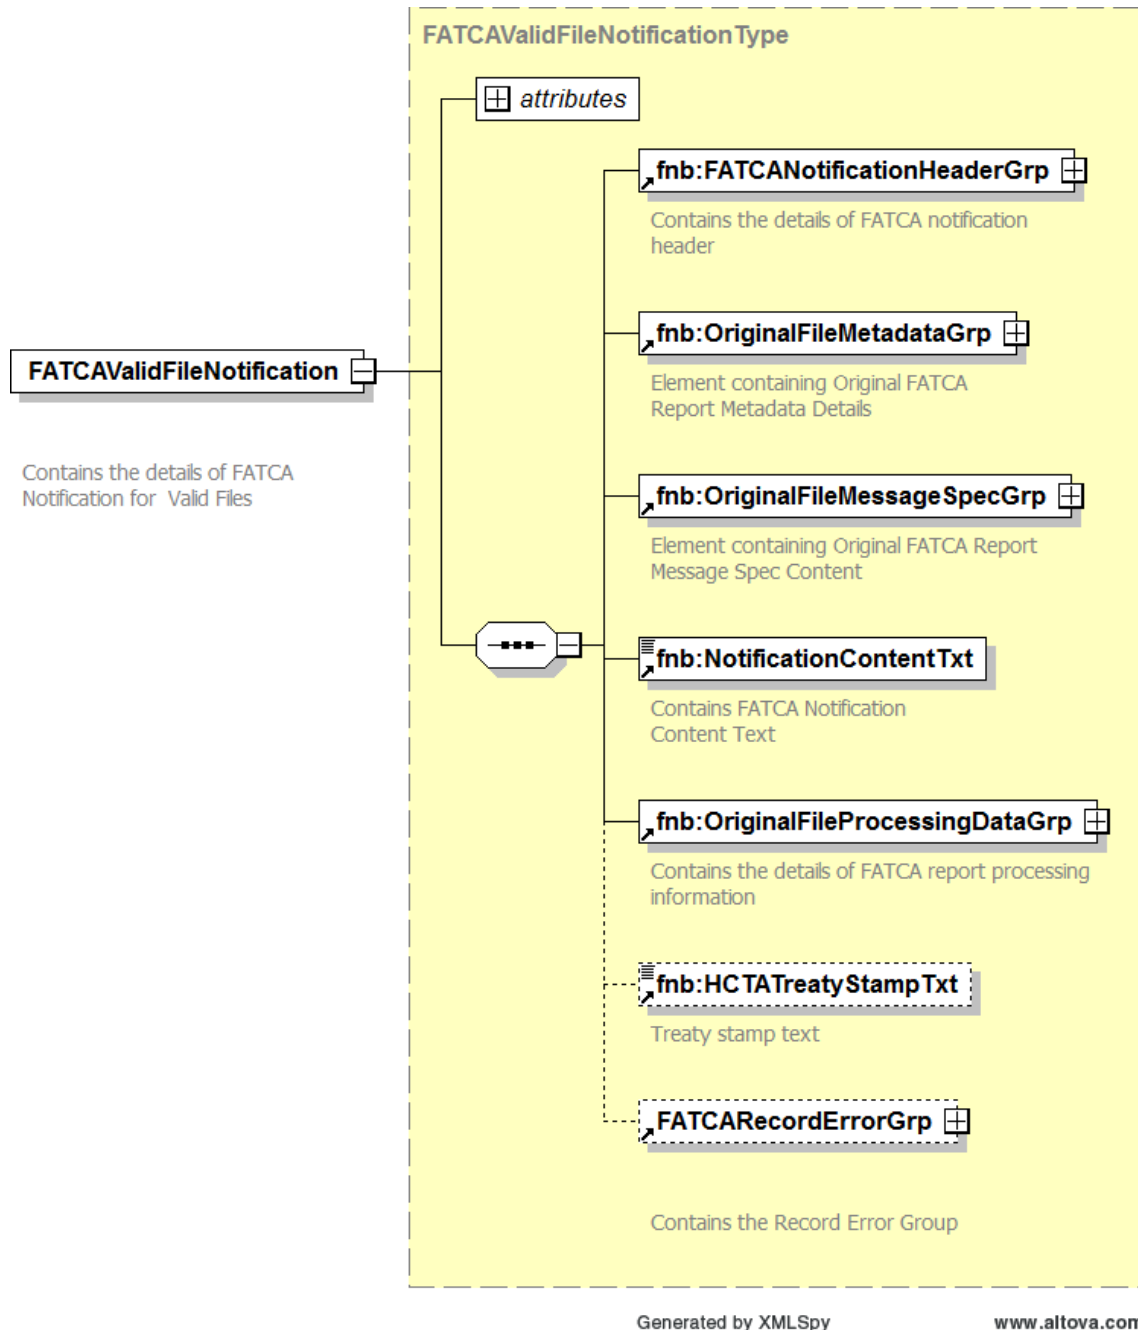 FATCAValidFileNotificationType
attributes
fnb:FATCANotificationHeaderGrp
Contains the details of FATCA notification
header
fnb:OriginalFileMetadataGrp
Element containing Original FATCA
Report Metadata Details
FATCAValidFileNotification
Contains the details of FATCA
Notification for Valid Files
fnb:OriginalFileMessageSpecGrp
Element containing Original FATCA Report
Message Spec Content
fnb:NotificationContentTxt
Contains FATCA Notification
Content Text
fnb:OriginalFileProcessingDataGrp
Contains the details of FATCA report processing
information
fnb:HCTATreatyStampTxt
Treaty stamp text
FATCARecordErrorGrp
Contains the Record Error Group
Generated by XMLSpy
www.altova.com